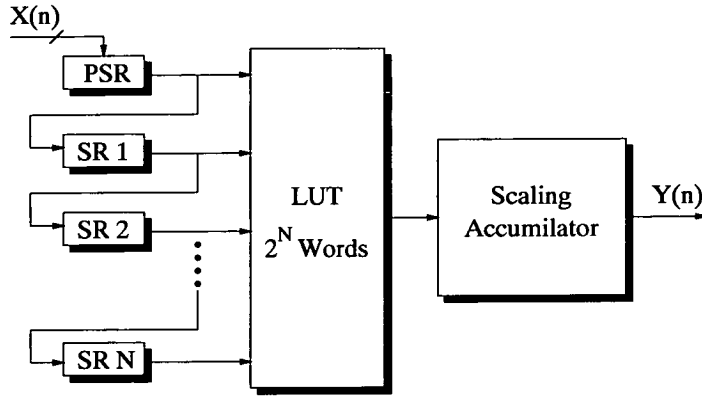 X(n)
PSR
SR 1
SR 2
SR N
LUT
2^N Words
Scaling
Accumilator
Y(n)